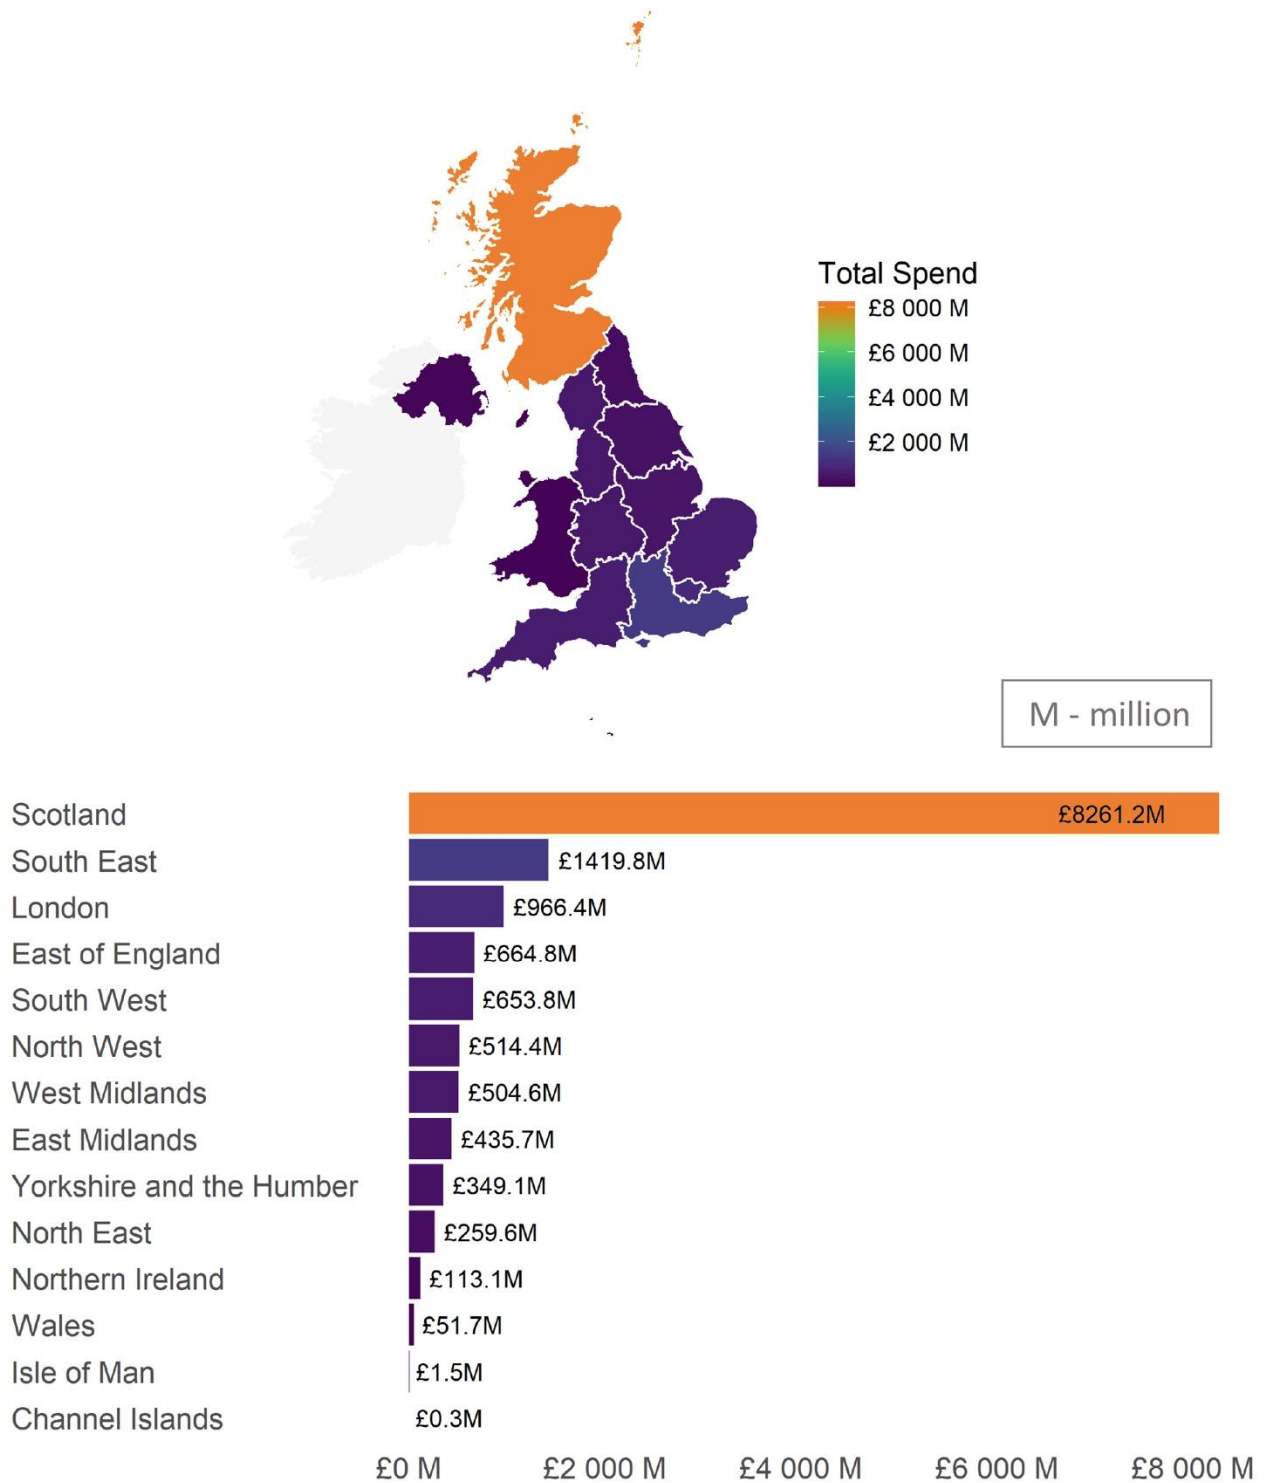 Total Spend
£8 000 M
£6 000 M
£4 000 M
£2 000 M
M - million
Scotland £8261.2M
South East £1419.8M
London £966.4M
East of England £664.8M
South West £653.8M
North West £514.4M
West Midlands £504.6M
East Midlands £435.7M
Yorkshire and the Humber £349.1M
North East £259.6M
Northern Ireland £113.1M
Wales £51.7M
Isle of Man £1.5M
Channel Islands £0.3M
£0 M £2 000 M £4 000 M £6 000 M £8 000 M